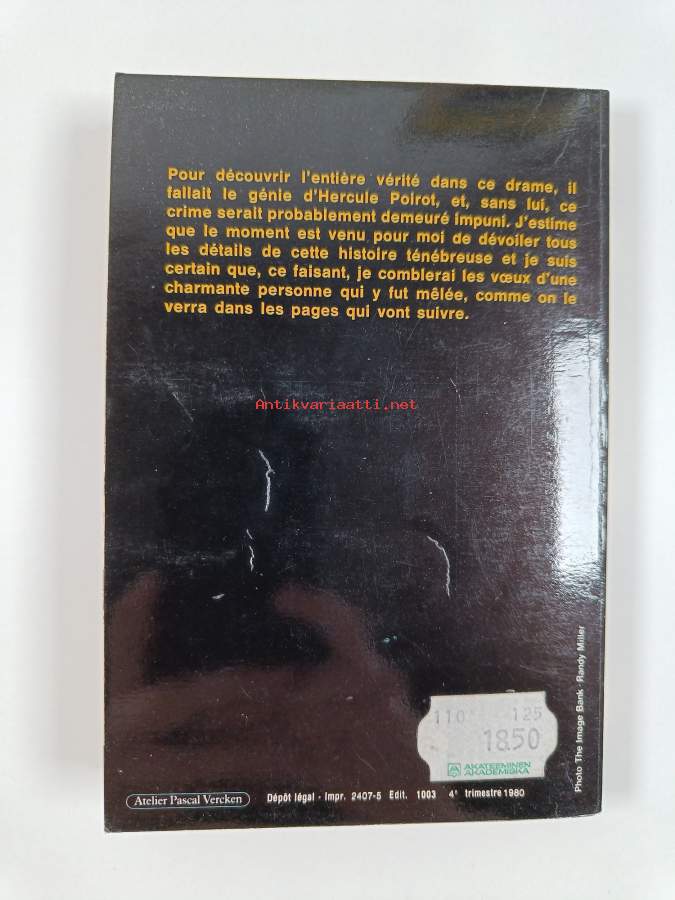 Pour découvrir l'entière vérité dans ce drame, il
fallait le génie d'Hercule Poirot, et, sans lui, ce
crime serait probablement demeuré impuni. J'estime
que le moment est venu pour moi de dévoiler tous
les détails de cette histoire ténébreuse et je suis
certain que, ce faisant, je comblerai les vœux d'une
charmante personne qui y fut mêlée, comme on le
verra dans les pages qui vont suivre.
Antikvariaatti.net
Photo The Image Bank - Randy Miller
110 125
18.50
AKATEEMINEN
AKADEMISKA
Atelier Pascal Vercken
Dépôt légal - Impr. 2407-5 Edit. 1003 4e trimestre 1980